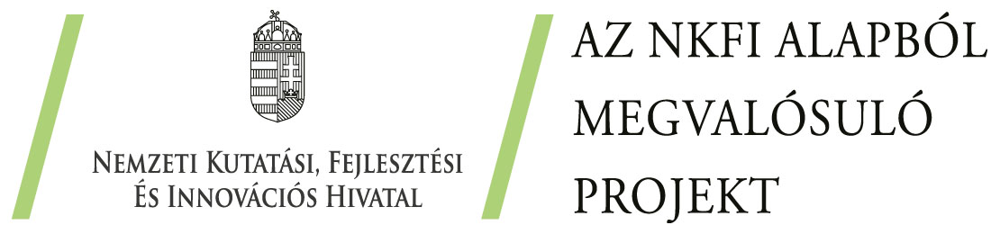 NEMZETI KUTATÁSI, FEJLESZTÉSI
ÉS INNOVÁCIÓS HIVATAL
AZ NKFI ALAPBÓL
MEGVALÓSULÓ
PROJEKT